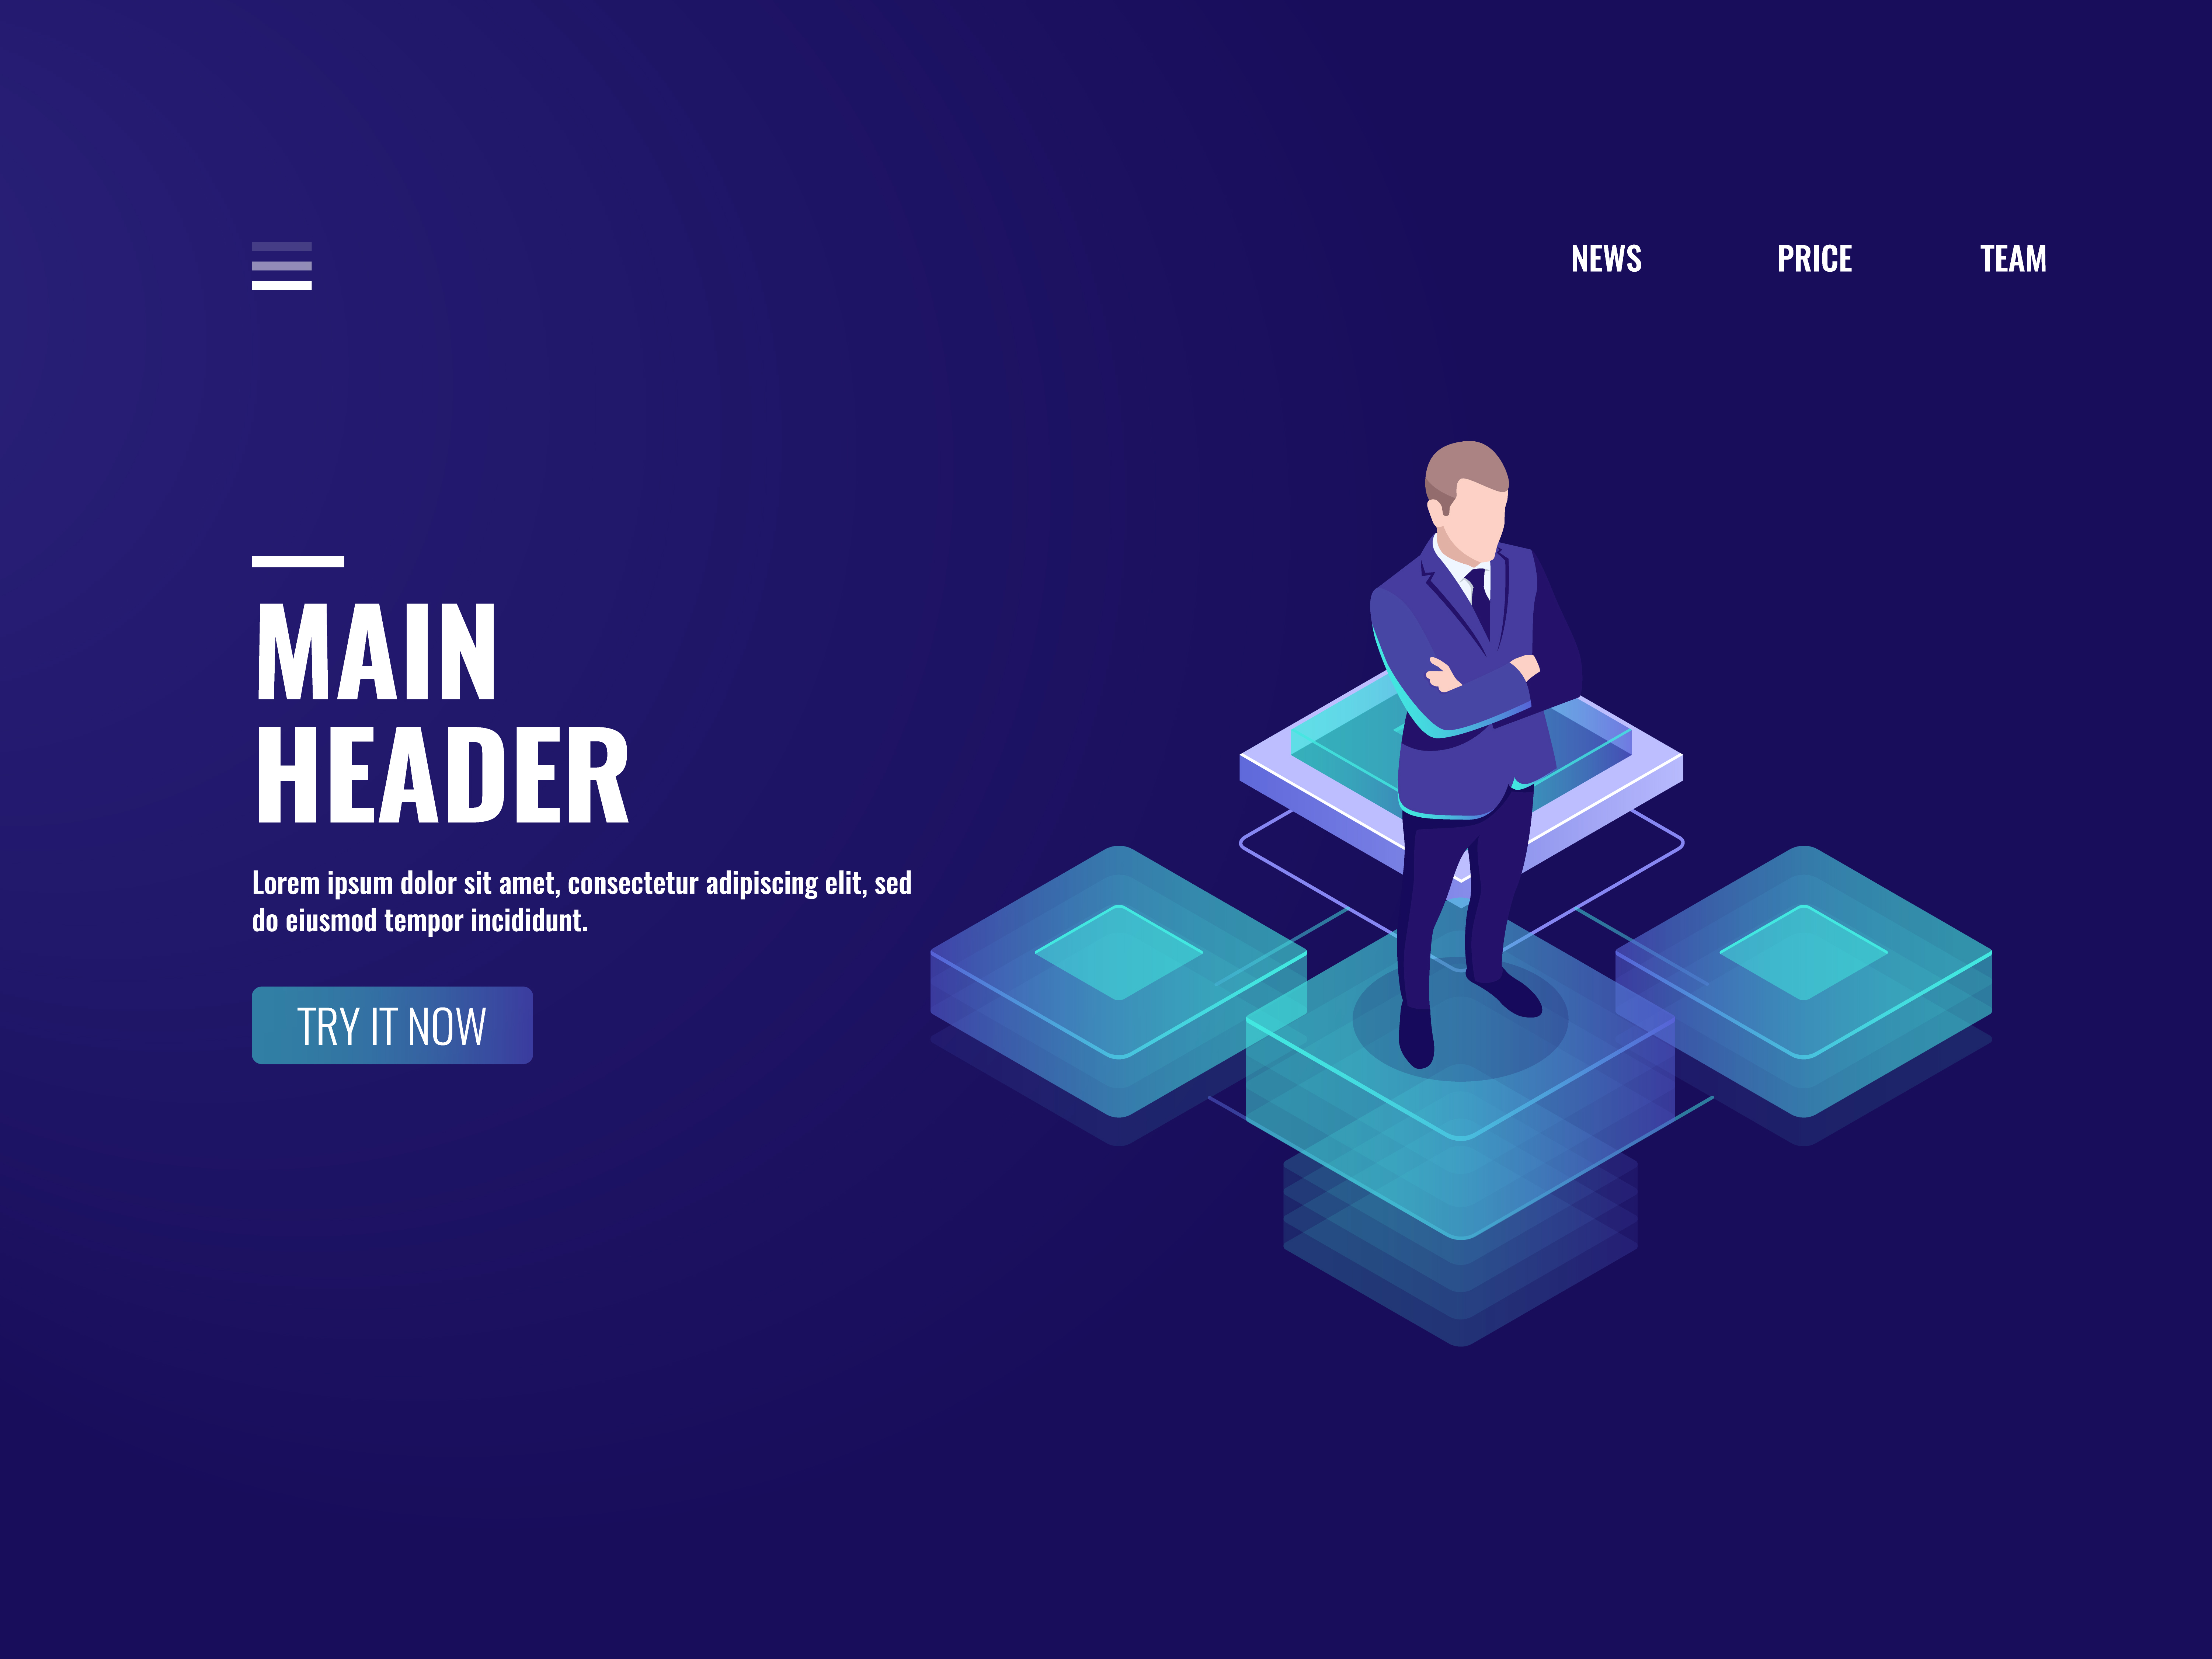 NEWS PRICE TEAM
MAIN
HEADER
Lorem ipsum dolor sit amet, consectetur adipiscing elit, sed
do eiusmod tempor incididunt.
TRY IT NOW